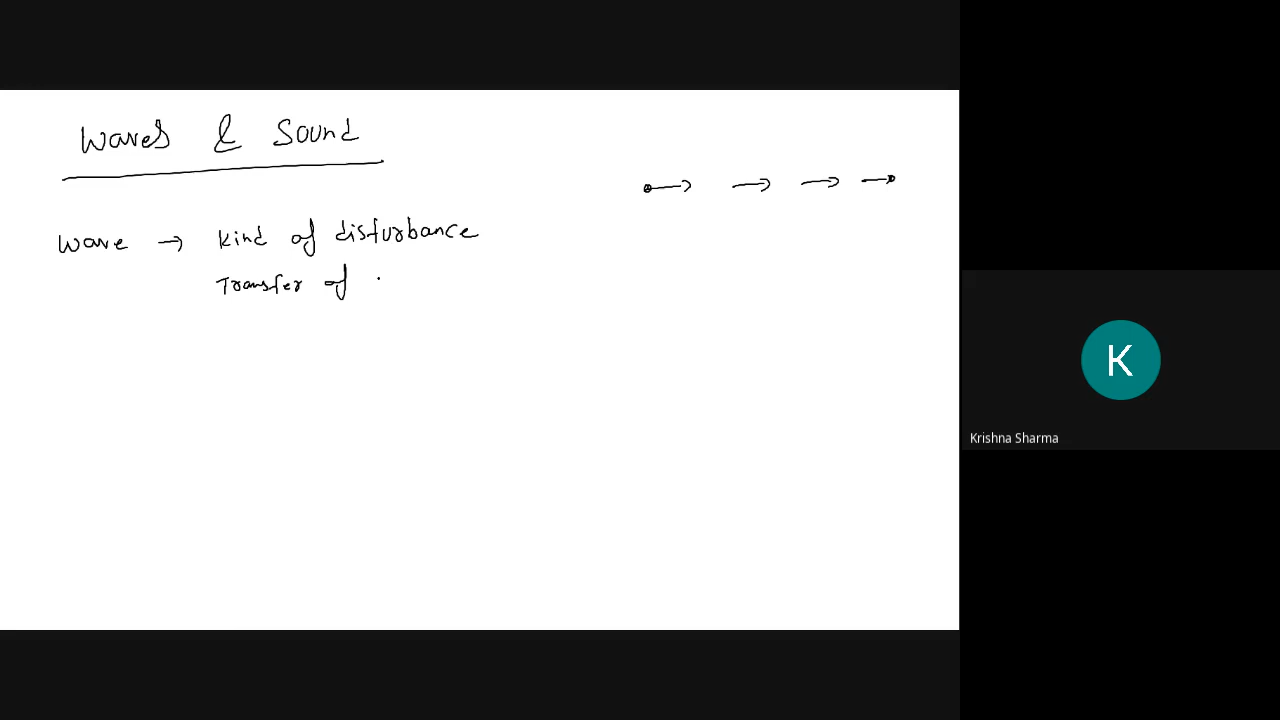 Waves & Sound
Wave → Kind of disturbance
Transfer of
K
Krishna Sharma